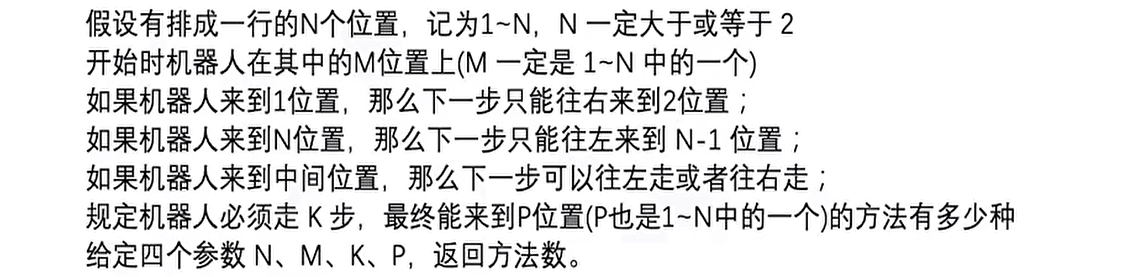 假设有排成一行的N个位置，记为1~N，N 一定大于或等于 2
开始时机器人在其中的M位置上(M 一定是 1~N 中的一个)
如果机器人来到1位置，那么下一步只能往右来到2位置；
如果机器人来到N位置，那么下一步只能往左来到 N-1 位置；
如果机器人来到中间位置，那么下一步可以往左走或者往右走；
规定机器人必须走 K 步，最终能来到P位置(P也是1~N中的一个)的方法有多少种
给定四个参数 N、M、K、P，返回方法数。